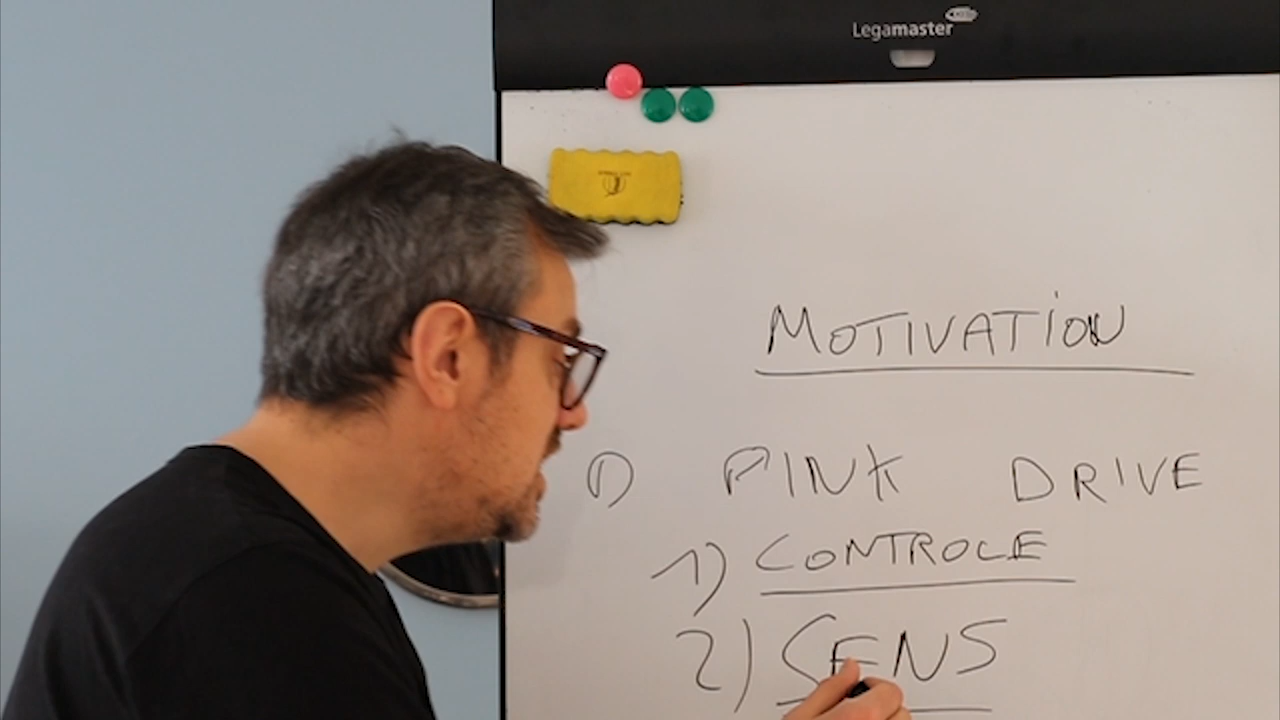 Legamaster
MOTIVATION
1) PINK DRIVE
1) CONTROLE
2) SENS